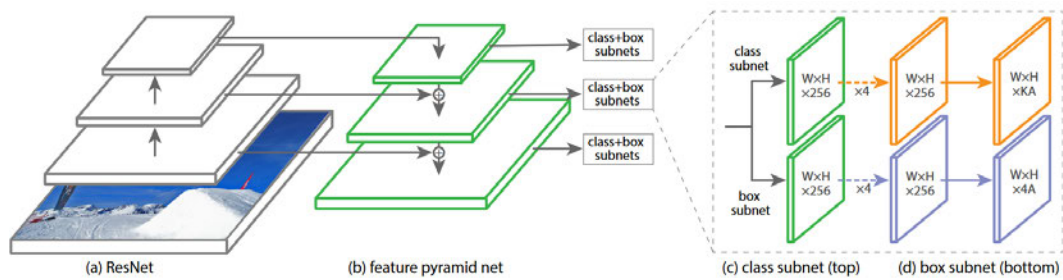 class+box
subnets
class+box
subnets
class+box
subnets
class
subnet
W×H
×256
×4
W×H
×256
W×H
×KA
W×H
×256
×4
W×H
×256
W×H
×4A
box
subnet
(a) ResNet
(b) feature pyramid net
(c) class subnet (top)
(d) box subnet (bottom)